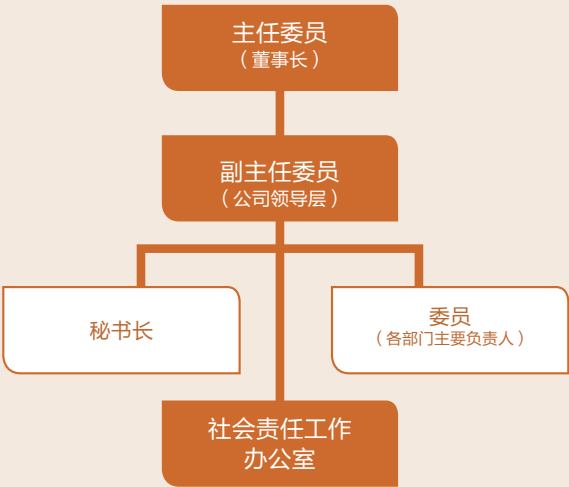 主任委员
（董事长）
副主任委员
（公司领导层）
秘书长
委员
（各部门主要负责人）
社会责任工作
办公室